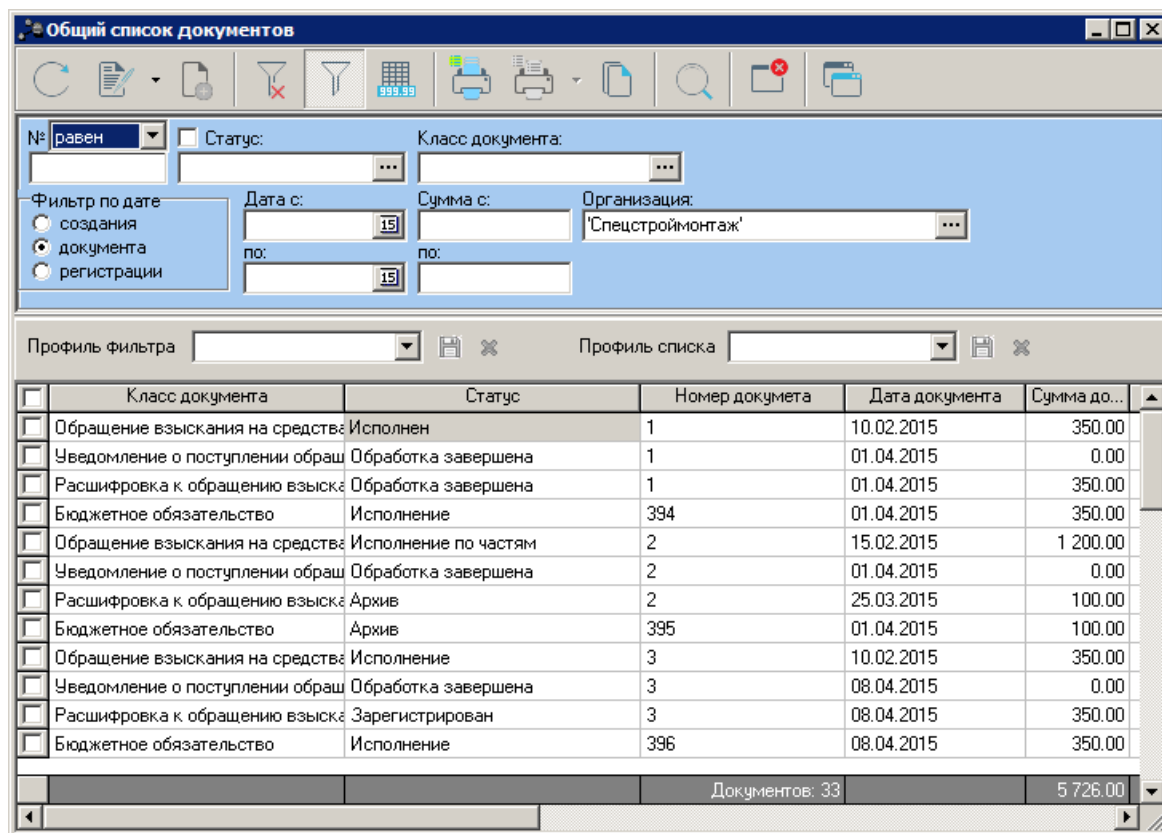 Общий список документов
999.99
№ равен Статус: Класс документа:
Фильтр по дате Дата с: Сумма с: Организация:
создания 15 'Спецстроймонтаж'
документа по: по:
регистрации 15
Профиль фильтра Профиль списка
Класс документа Статус Номер докумета Дата документа Сумма до...
Обращение взыскания на средства Исполнен 1 10.02.2015 350.00
Уведомление о поступлении обращ Обработка завершена 1 01.04.2015 0.00
Расшифровка к обращению взыска Обработка завершена 1 01.04.2015 350.00
Бюджетное обязательство Исполнение 394 01.04.2015 350.00
Обращение взыскания на средства Исполнение по частям 2 15.02.2015 1 200.00
Уведомление о поступлении обращ Обработка завершена 2 01.04.2015 0.00
Расшифровка к обращению взыска Архив 2 25.03.2015 100.00
Бюджетное обязательство Архив 395 01.04.2015 100.00
Обращение взыскания на средства Исполнение 3 10.02.2015 350.00
Уведомление о поступлении обращ Обработка завершена 3 08.04.2015 0.00
Расшифровка к обращению взыска Зарегистрирован 3 08.04.2015 350.00
Бюджетное обязательство Исполнение 396 08.04.2015 350.00
Документов: 33 5 726.00